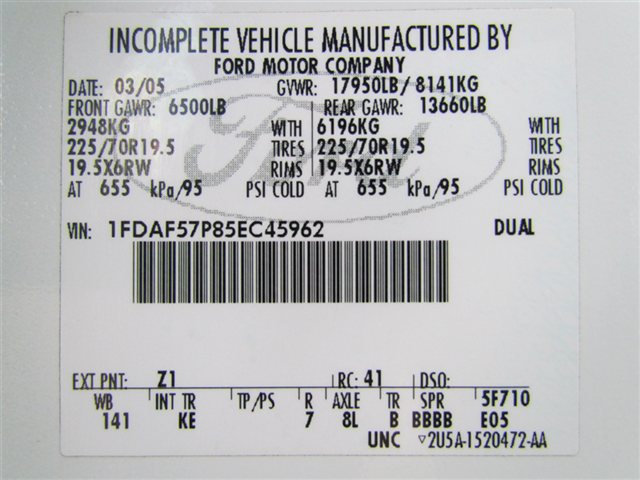 INCOMPLETE VEHICLE MANUFACTURED BY
FORD MOTOR COMPANY
DATE: 03/05 GVWR: 17950LB/ 8141KG
FRONT GAWR: 6500LB REAR GAWR: 13660LB
2948KG WITH 6196KG WITH
225/70R19.5 TIRES 225/70R19.5 TIRES
19.5X6RW RIMS 19.5X6RW RIMS
AT 655 kPa/95 PSI COLD AT 655 kPa/95 PSI COLD
VIN: 1FDAF57P85EC45962 DUAL
EXT PNT: Z1 RC: 41 DSO:
WB INT TR TP/PS R AXLE TR SPR 5F710
141 KE 7 8L B BBBB E05
UNC ▽2U5A-1520472-AA
Ford